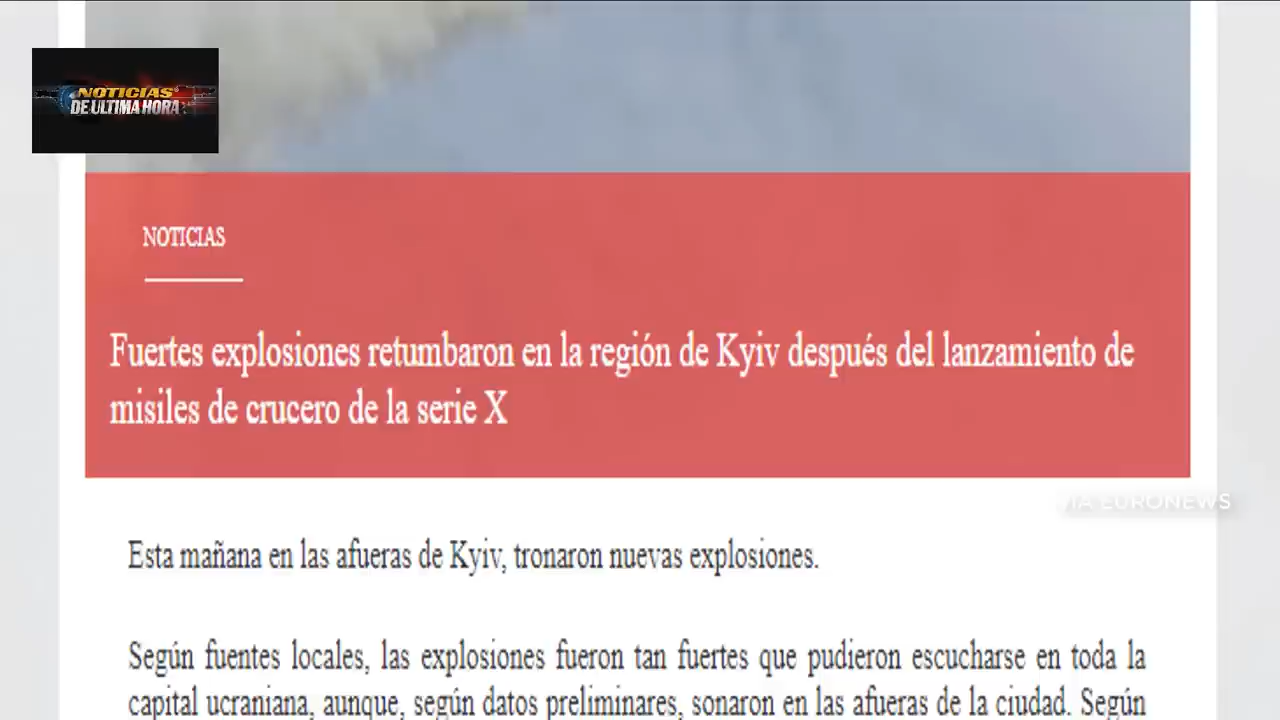 NOTICIAS
DE ULTIMA HORA
NOTICIAS
Fuertes explosiones retumbaron en la región de Kyiv después del lanzamiento de
misiles de crucero de la serie X
VIA EURONEWS
Esta mañana en las afueras de Kyiv, tronaron nuevas explosiones.
Según fuentes locales, las explosiones fueron tan fuertes que pudieron escucharse en toda la
capital ucraniana, aunque, según datos preliminares, sonaron en las afueras de la ciudad. Según